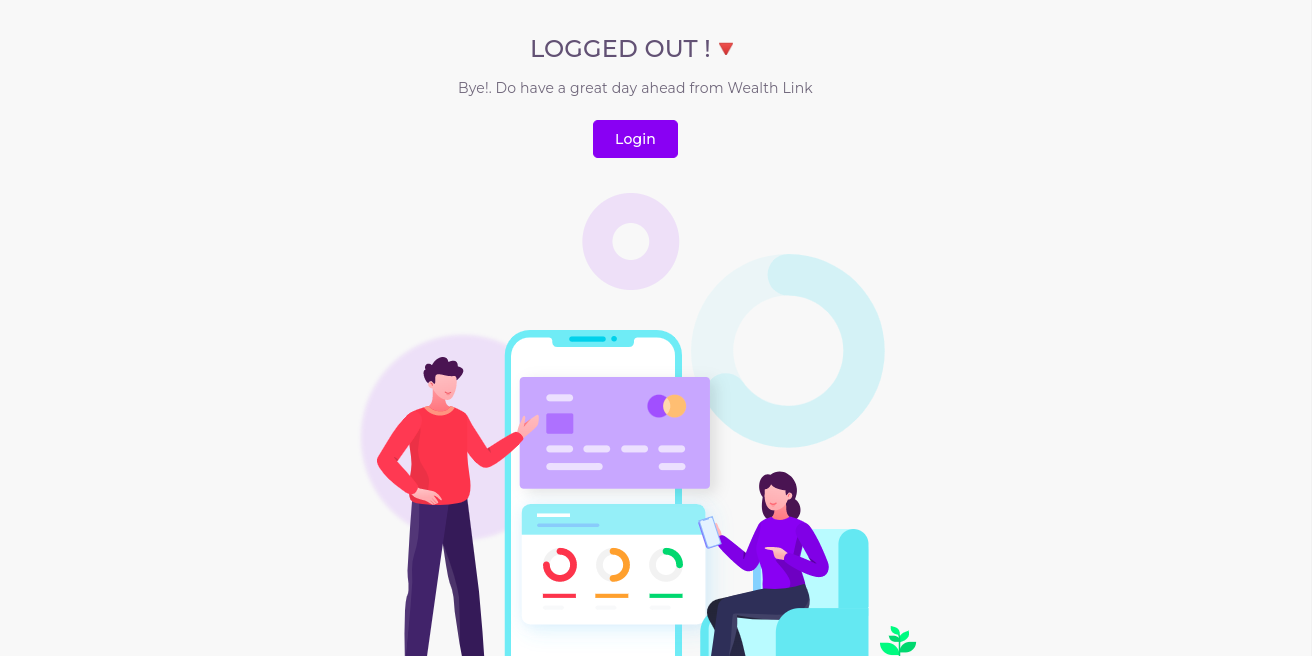 LOGGED OUT ! 🔻
Bye!. Do have a great day ahead from Wealth Link
Login